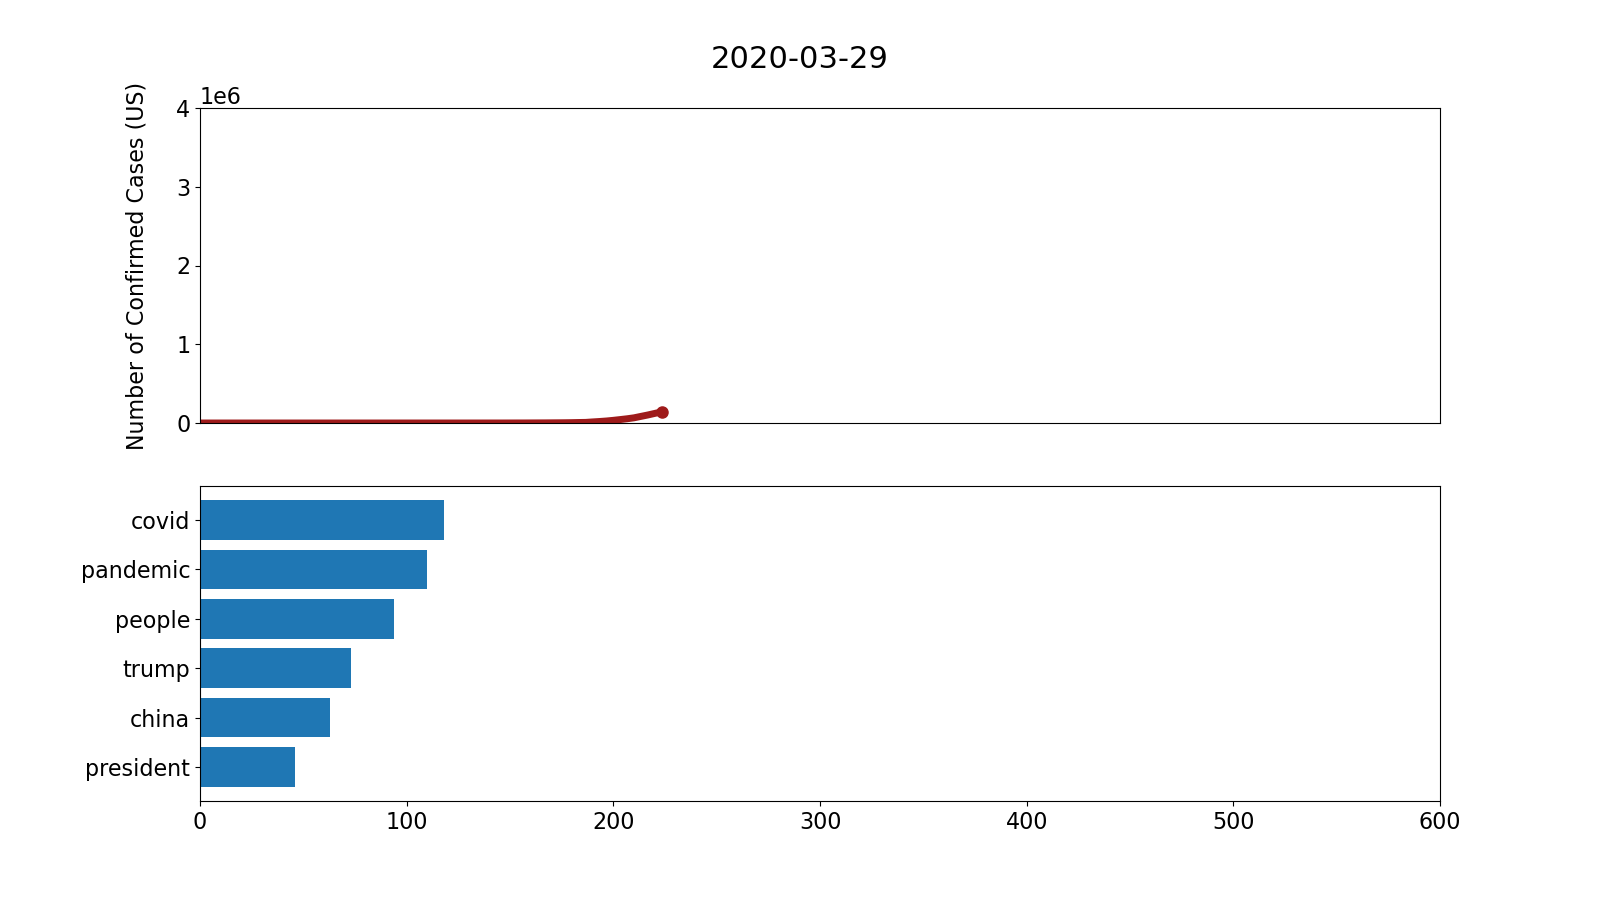 2020-03-29
1e6
Number of Confirmed Cases (US)
4
3
2
1
0
covid
pandemic
people
trump
china
president
0 100 200 300 400 500 600